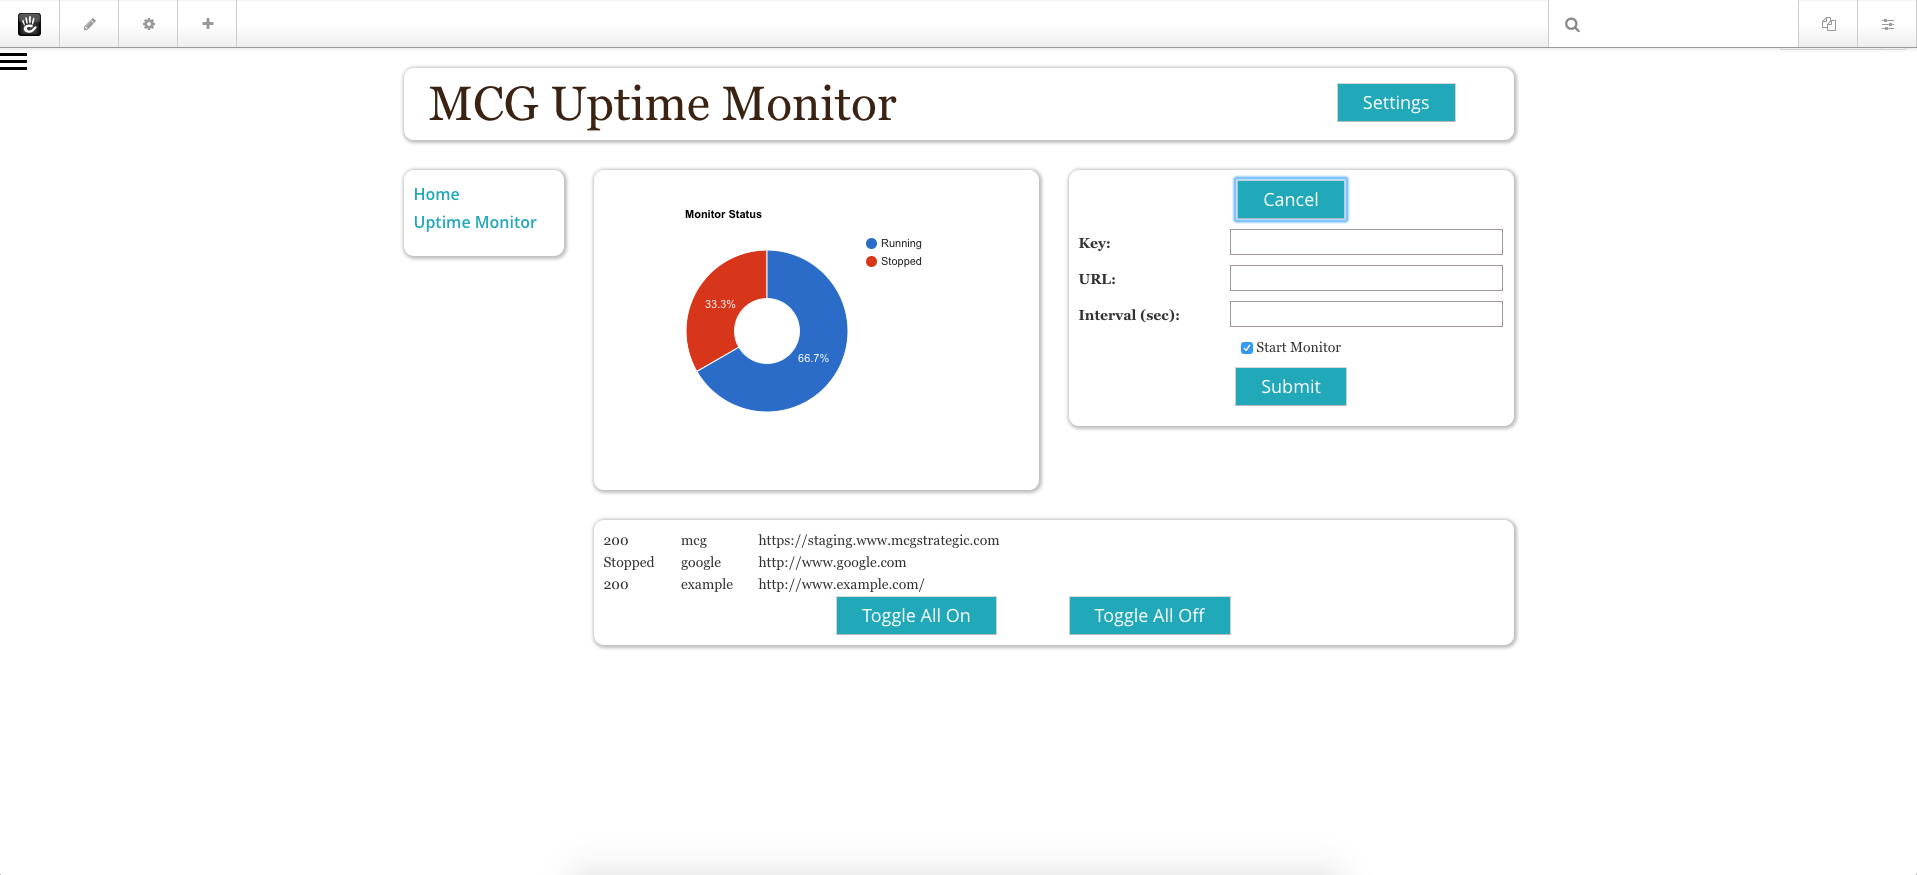 MCG Uptime Monitor
Settings
Home
Uptime Monitor
Monitor Status
Running
Stopped
33.3%
66.7%
Cancel
Key:
URL:
Interval (sec):
Start Monitor
Submit
200 mcg https://staging.www.mcgstrategic.com
Stopped google http://www.google.com
200 example http://www.example.com/
Toggle All On Toggle All Off